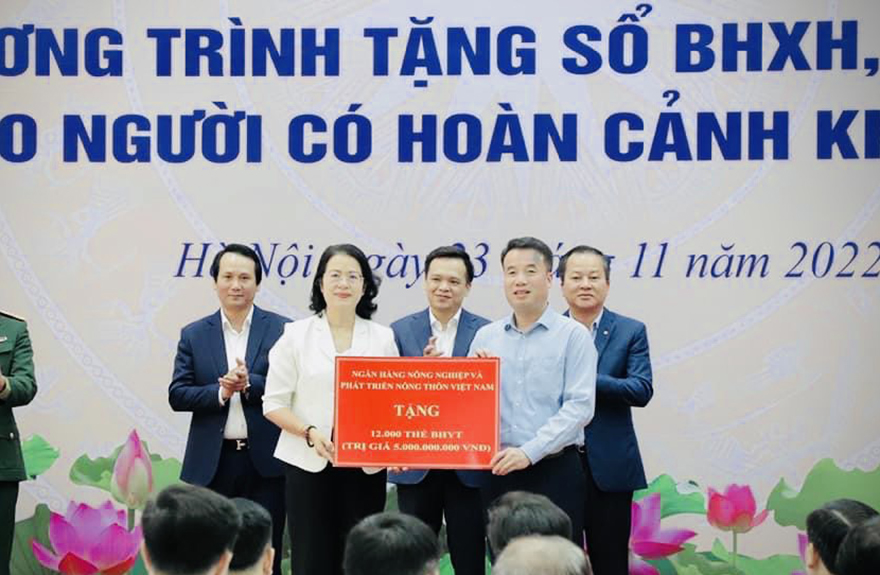 ƯƠNG TRÌNH TẶNG SỔ BHXH,
O NGƯỜI CÓ HOÀN CẢNH
Hà Nội, ngày 23 tháng 11 năm 2022
NGÂN HÀNG NÔNG NGHIỆP VÀ
PHÁT TRIỂN NÔNG THÔN VIỆT NAM
TẶNG
12.000 THẺ BHYT
(TRỊ GIÁ 5.000.000.000 VNĐ)